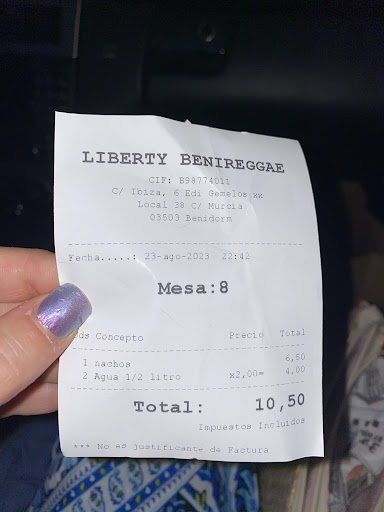 LIBERTY BENIREGGAE
CIF: B98774011
C/ Ibiza, 6 Edi Gemelos xx
Local 38 C/ Murcia
03503 Benidorm
Fecha.....: 23-ago-2023 22:42
Mesa:8
ds Concepto Precio Total
1 nachos 6,50
2 Agua 1/2 litro x2,00= 4,00
Total: 10,50
Impuestos Incluidos
*** No eº justificante de Factura